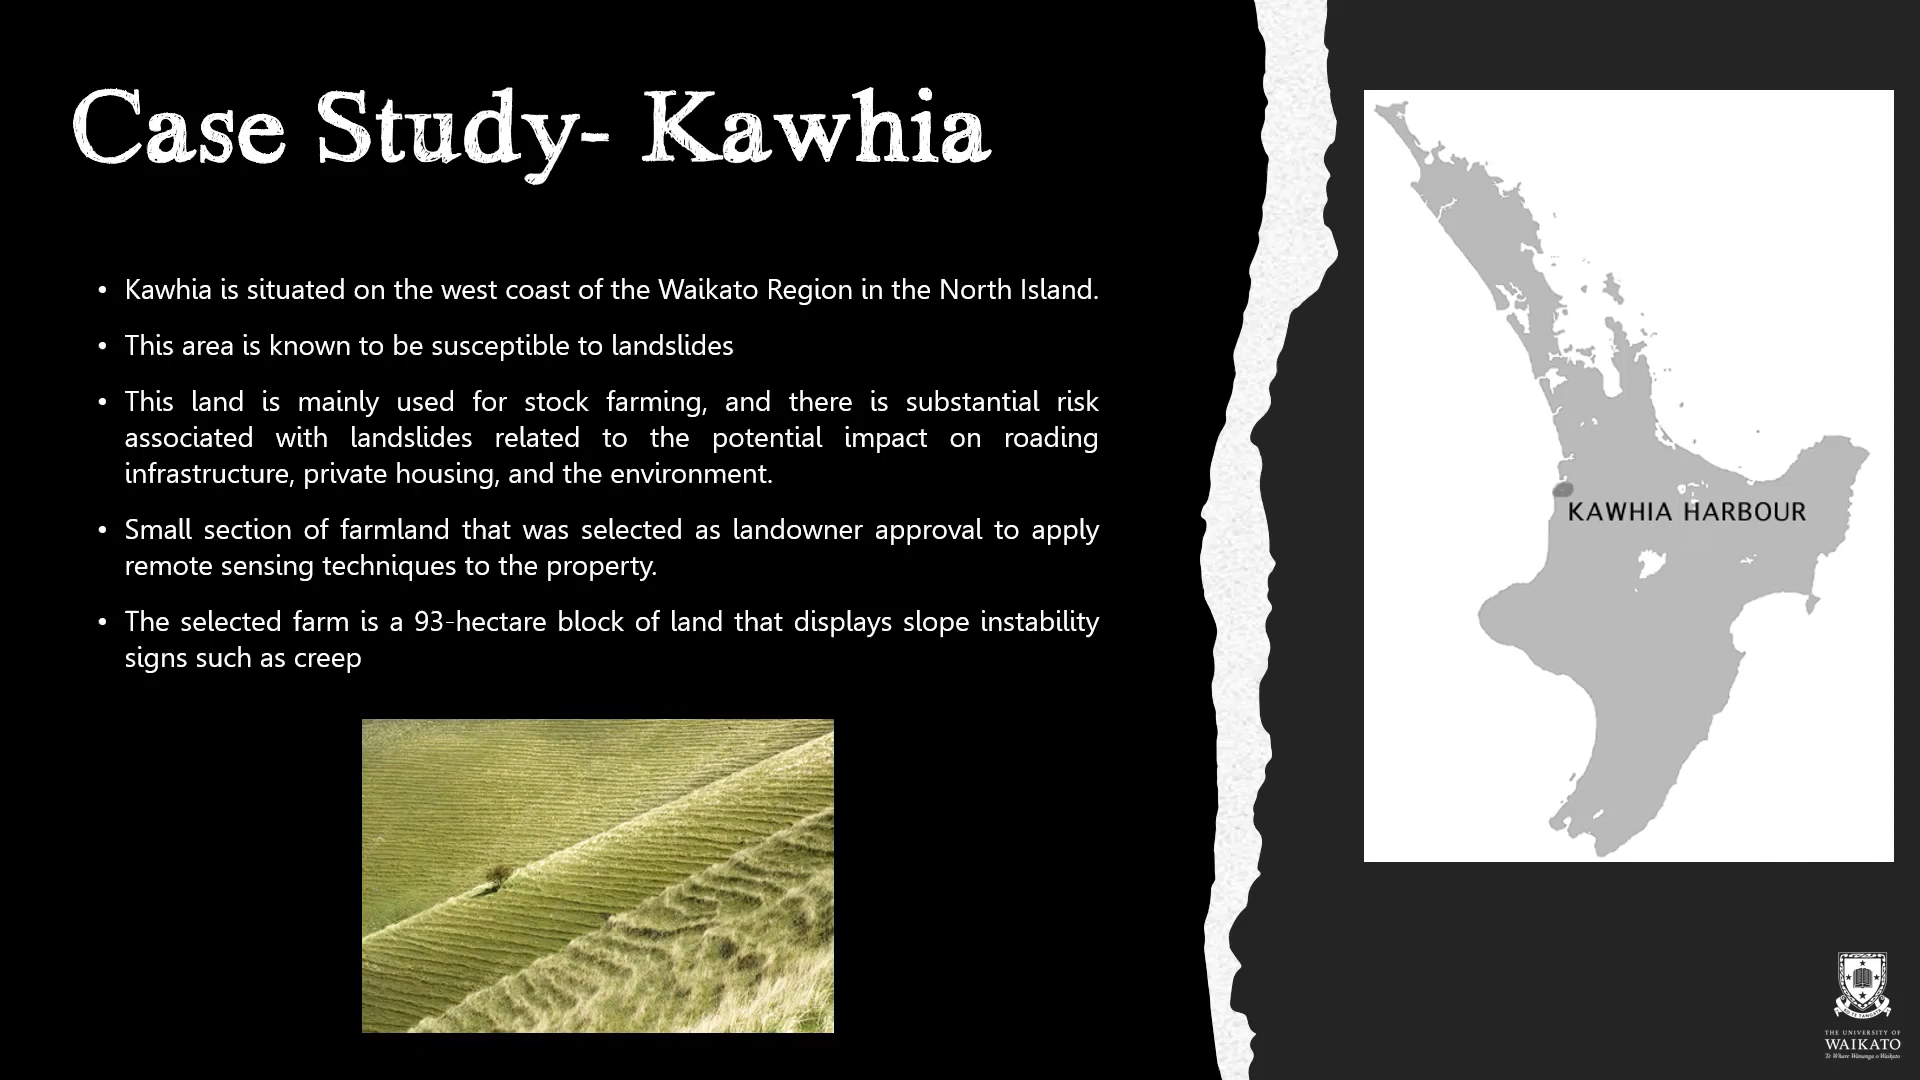 Case Study- Kawhia
• Kawhia is situated on the west coast of the Waikato Region in the North Island.
• This area is known to be susceptible to landslides
• This land is mainly used for stock farming, and there is substantial risk
associated with landslides related to the potential impact on roading
infrastructure, private housing, and the environment.
• Small section of farmland that was selected as landowner approval to apply
remote sensing techniques to the property.
• The selected farm is a 93-hectare block of land that displays slope instability
signs such as creep
KAWHIA HARBOUR
THE UNIVERSITY OF
WAIKATO
Te Whare Wānanga o Waikato